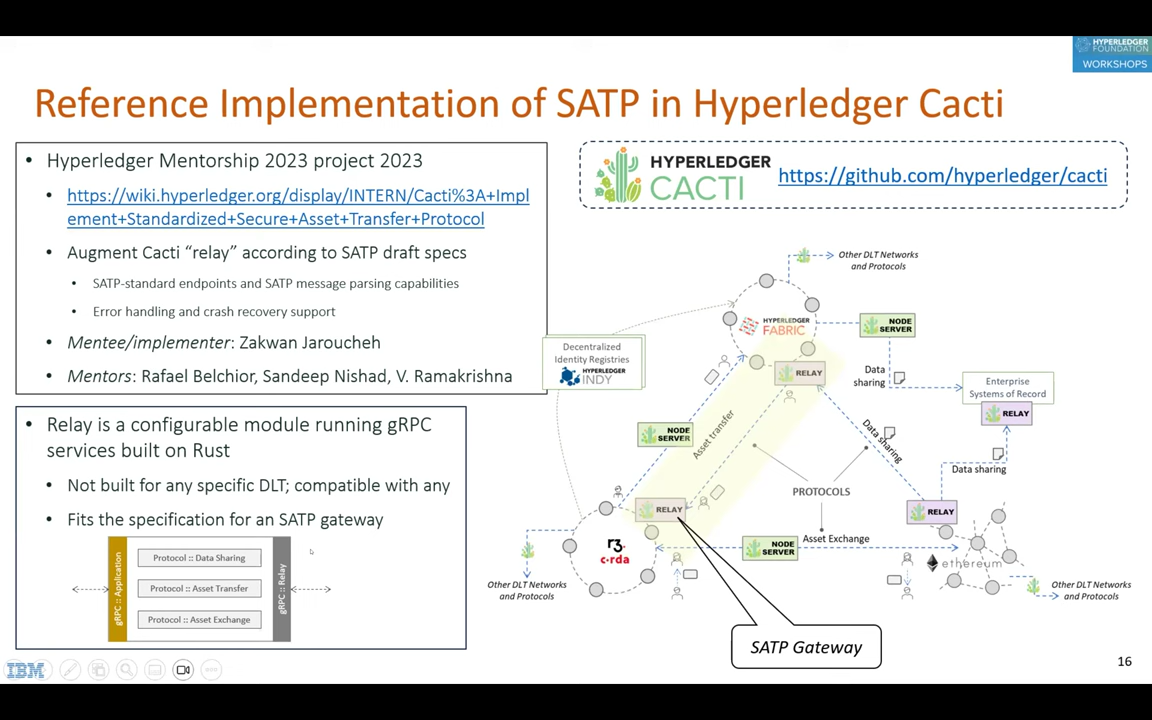 HYPERLEDGER
FOUNDATION
WORKSHOPS
Reference Implementation of SATP in Hyperledger Cacti
• Hyperledger Mentorship 2023 project 2023
• https://wiki.hyperledger.org/display/INTERN/Cacti%3A+Impl
ement+Standardized+Secure+Asset+Transfer+Protocol
• Augment Cacti “relay” according to SATP draft specs
• SATP-standard endpoints and SATP message parsing capabilities
• Error handling and crash recovery support
• Mentee/implementer: Zakwan Jaroucheh
• Mentors: Rafael Belchior, Sandeep Nishad, V. Ramakrishna
• Relay is a configurable module running gRPC
services built on Rust
• Not built for any specific DLT; compatible with any
• Fits the specification for an SATP gateway
gRPC :: Application
Protocol :: Data Sharing
Protocol :: Asset Transfer
Protocol :: Asset Exchange
gRPC :: Relay
HYPERLEDGER
CACTI
https://github.com/hyperledger/cacti
Other DLT Networks
and Protocols
HYPERLEDGER
FABRIC
NODE
SERVER
Decentralized
Identity Registries
HYPERLEDGER
INDY
RELAY
Data
sharing
Enterprise
Systems of Record
RELAY
NODE
SERVER
Asset transfer
Data sharing
Data sharing
PROTOCOLS
RELAY
RELAY
r3.
c·rda
NODE
SERVER
Asset Exchange
ethereum
Other DLT Networks
and Protocols
Other DLT Networks
and Protocols
SATP Gateway
IBM
16